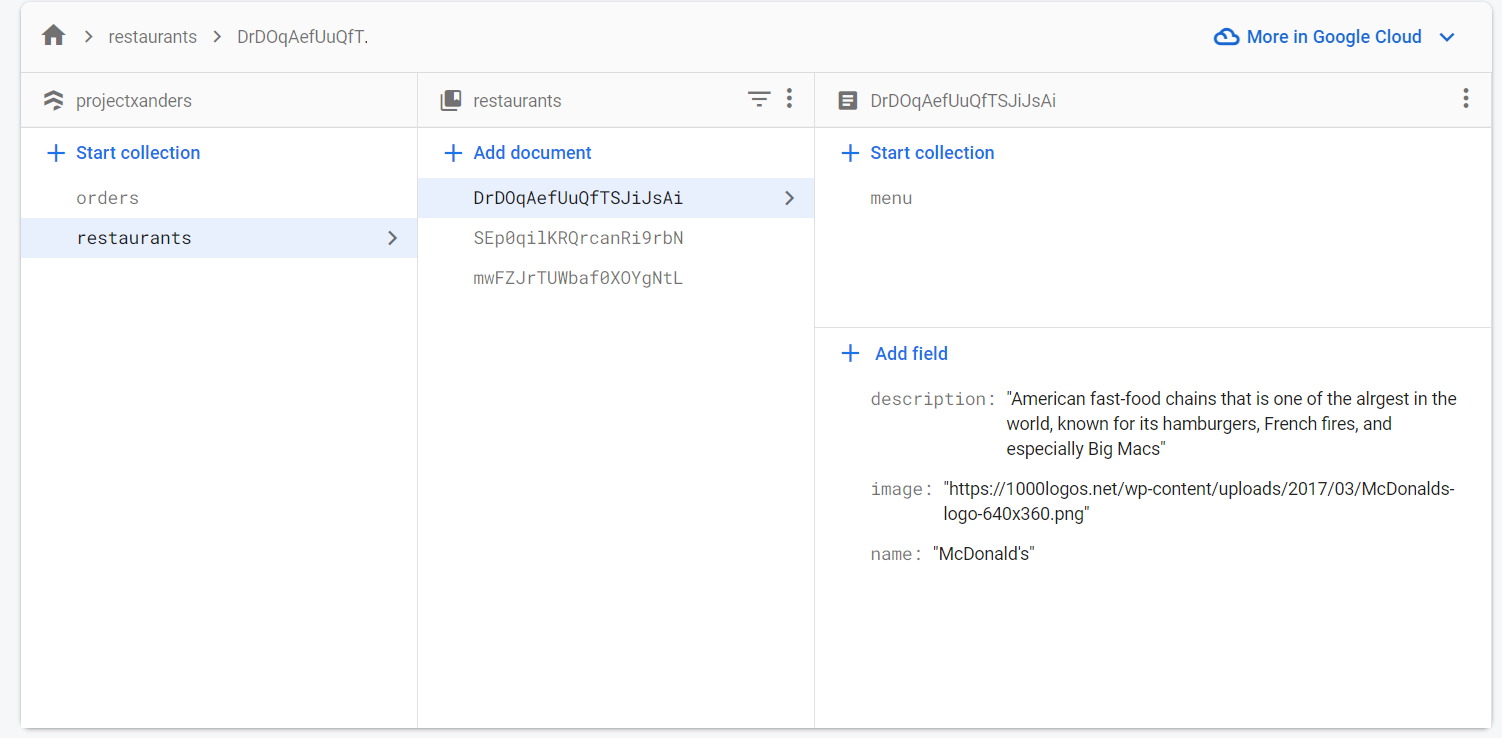 restaurants
DrDOqAefUuQfT.
More in Google Cloud
projectxanders
restaurants
DrDOqAefUuQfTSJiJsAi
Start collection
Add document
Start collection
orders
DrDOqAefUuQfTSJiJsAi
menu
restaurants
SEp0qilKRQrcanRi9rbN
mwFZJrTUWbaf0XOYgNtL
Add field
description: "American fast-food chains that is one of the alrgest in the
world, known for its hamburgers, French fires, and
especially Big Macs"
image: "https://1000logos.net/wp-content/uploads/2017/03/McDonalds-
logo-640x360.png"
name: "McDonald's"